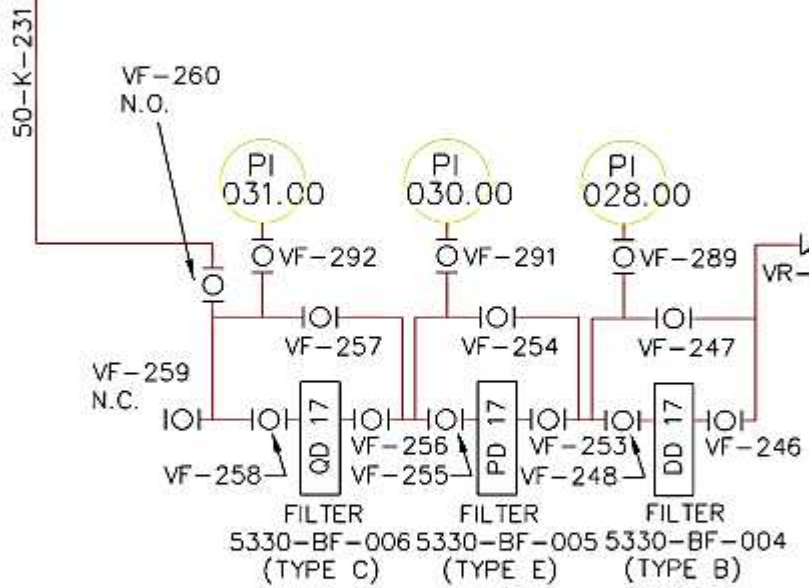 50-K-231
VF-260
N.O.
PI
031.00
PI
030.00
PI
028.00
VF-292
VF-291
VF-289
VR-
VF-257
VF-254
VF-247
VF-259
N.C.
QD 17
PD 17
DD 17
VF-258
VF-256
VF-255
VF-253
VF-248
VF-246
FILTER
5330-BF-006
(TYPE C)
FILTER
5330-BF-005
(TYPE E)
FILTER
5330-BF-004
(TYPE B)